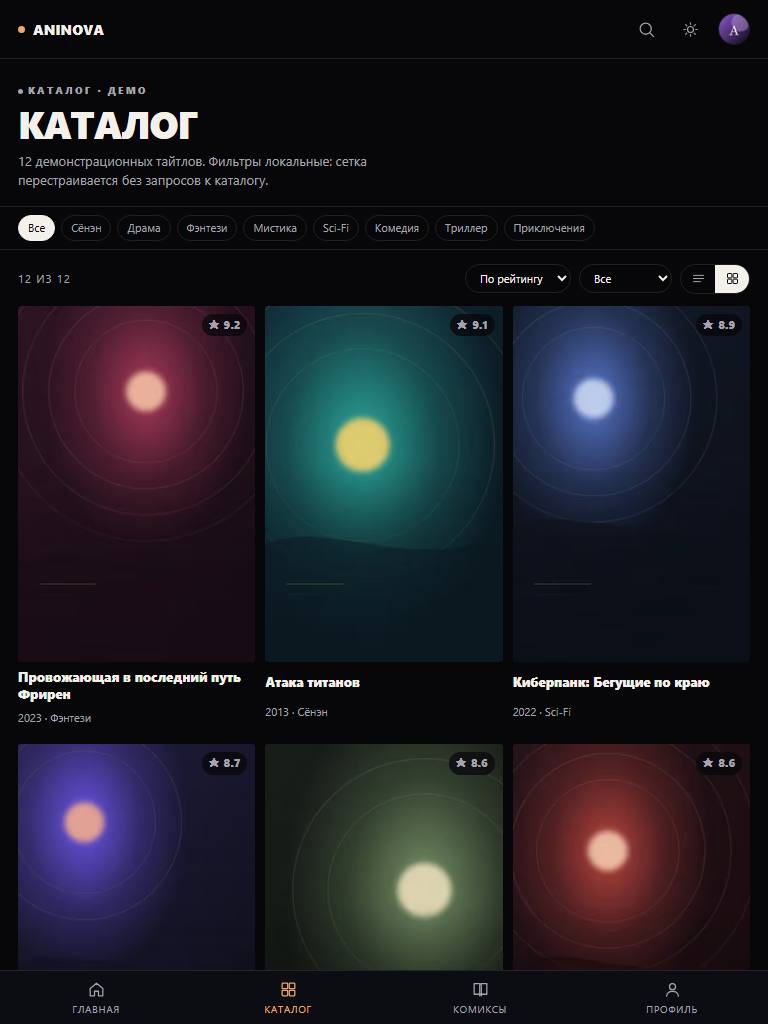 ANINOVA
A
КАТАЛОГ • ДЕМО
КАТАЛОГ
12 демонстрационных тайтлов. Фильтры локальные: сетка
перестраивается без запросов к каталогу.
Все Сёнэн Драма Фэнтези Мистика Sci-Fi Комедия Триллер Приключения
12 ИЗ 12 По рейтингу Все
9.2 9.1 8.9
Провожающая в последний путь
Фрирен
2023 · Фэнтези
Атака титанов
2013 · Сёнэн
Киберпанк: Бегущие по краю
2022 · Sci-Fi
8.7 8.6 8.6
ГЛАВНАЯ КАТАЛОГ КОМИКСЫ ПРОФИЛЬ